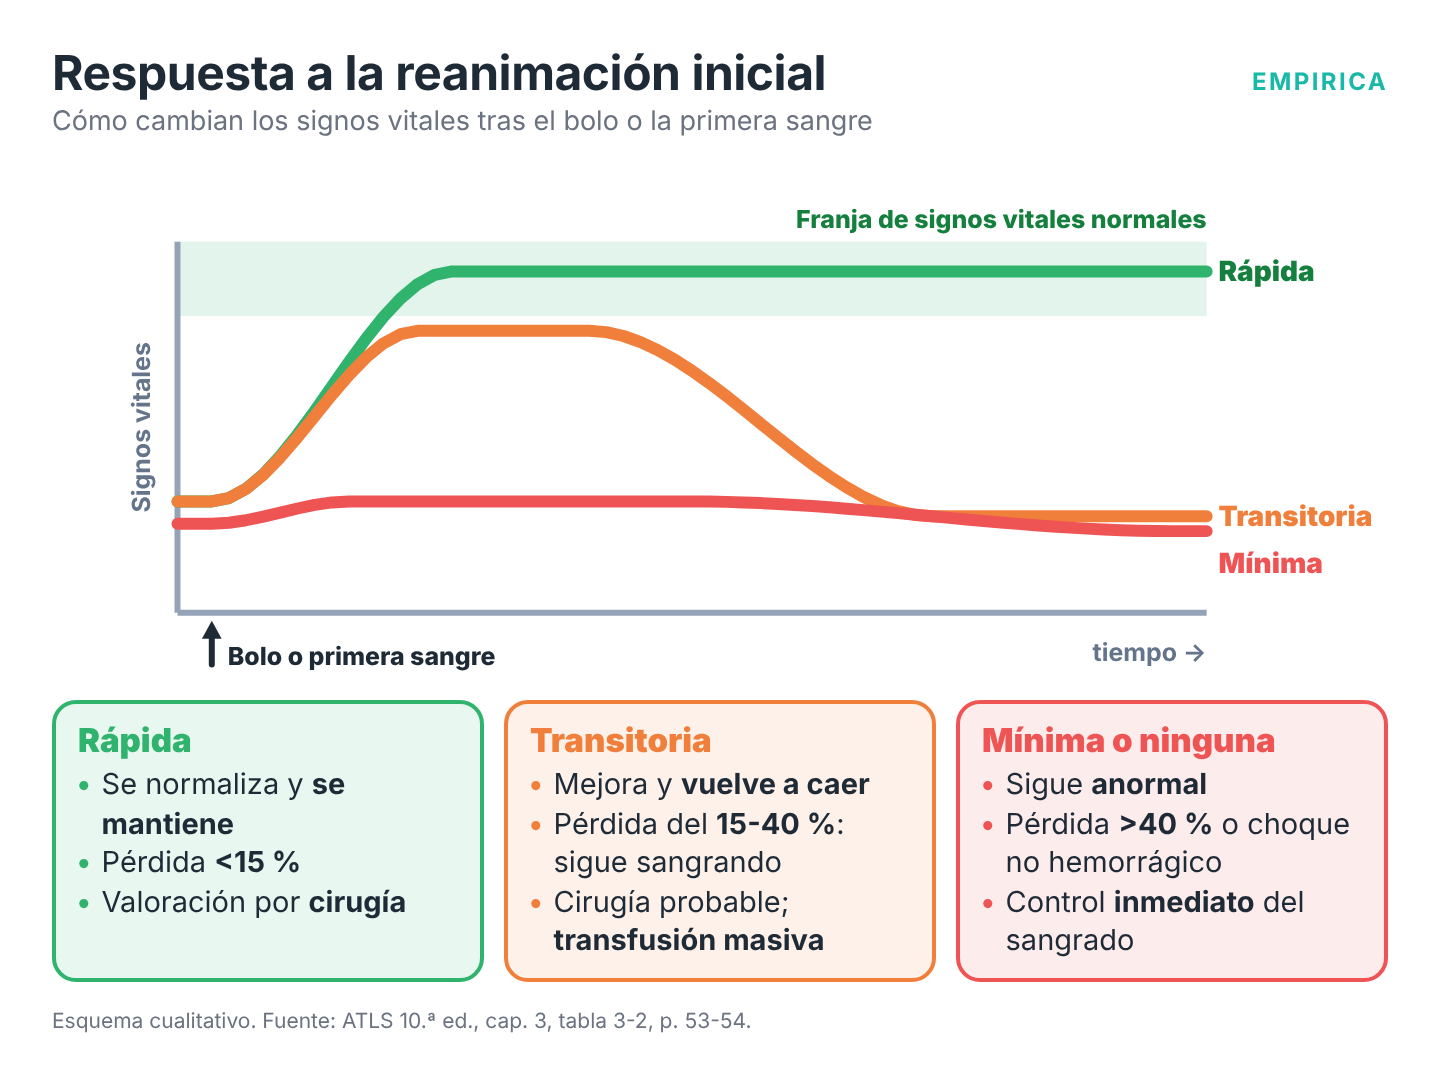 Respuesta a la reanimación inicial
EMPIRICA
Cómo cambian los signos vitales tras el bolo o la primera sangre
Franja de signos vitales normales
Rápida
Signos vitales
Transitoria
Mínima
Bolo o primera sangre
tiempo →
Rápida
• Se normaliza y se
mantiene
• Pérdida <15 %
• Valoración por cirugía
Transitoria
• Mejora y vuelve a caer
• Pérdida del 15-40 %:
sigue sangrando
• Cirugía probable;
transfusión masiva
Mínima o ninguna
• Sigue anormal
• Pérdida >40 % o choque
no hemorrágico
• Control inmediato del
sangrado
Esquema cualitativo. Fuente: ATLS 10.ª ed., cap. 3, tabla 3-2, p. 53-54.